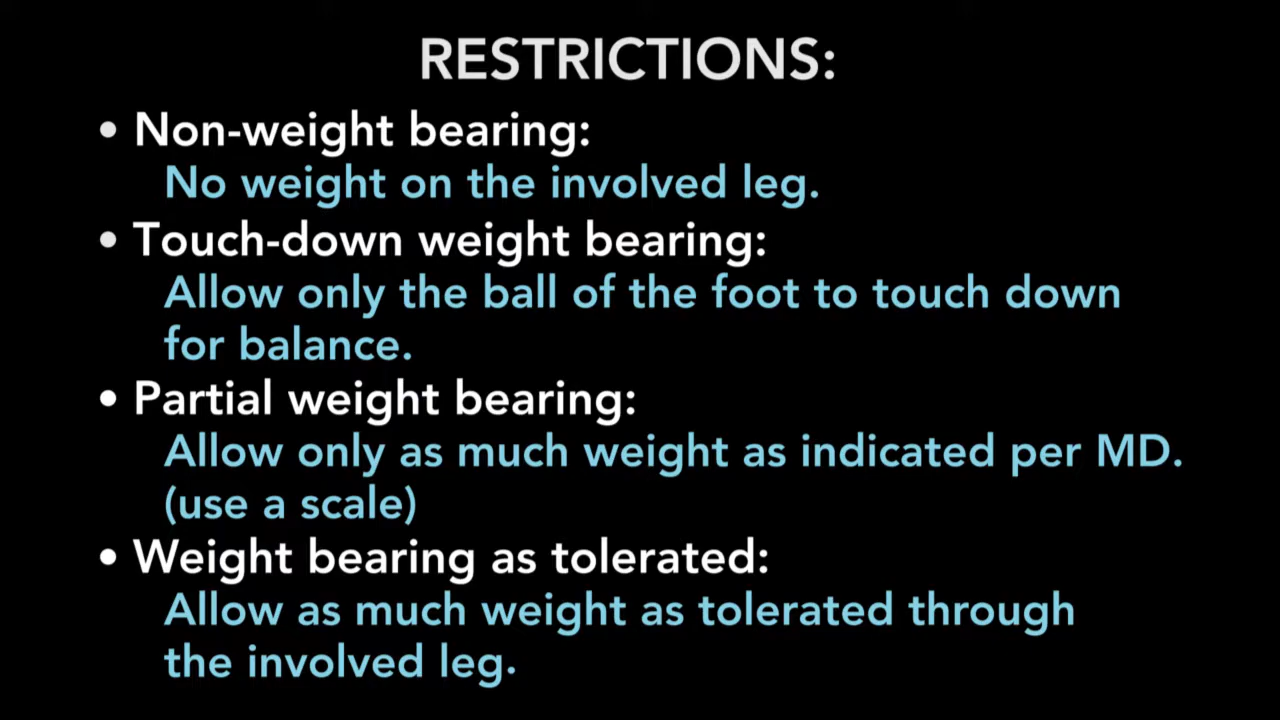 RESTRICTIONS:
• Non-weight bearing:
No weight on the involved leg.
• Touch-down weight bearing:
Allow only the ball of the foot to touch down
for balance.
• Partial weight bearing:
Allow only as much weight as indicated per MD.
(use a scale)
• Weight bearing as tolerated:
Allow as much weight as tolerated through
the involved leg.